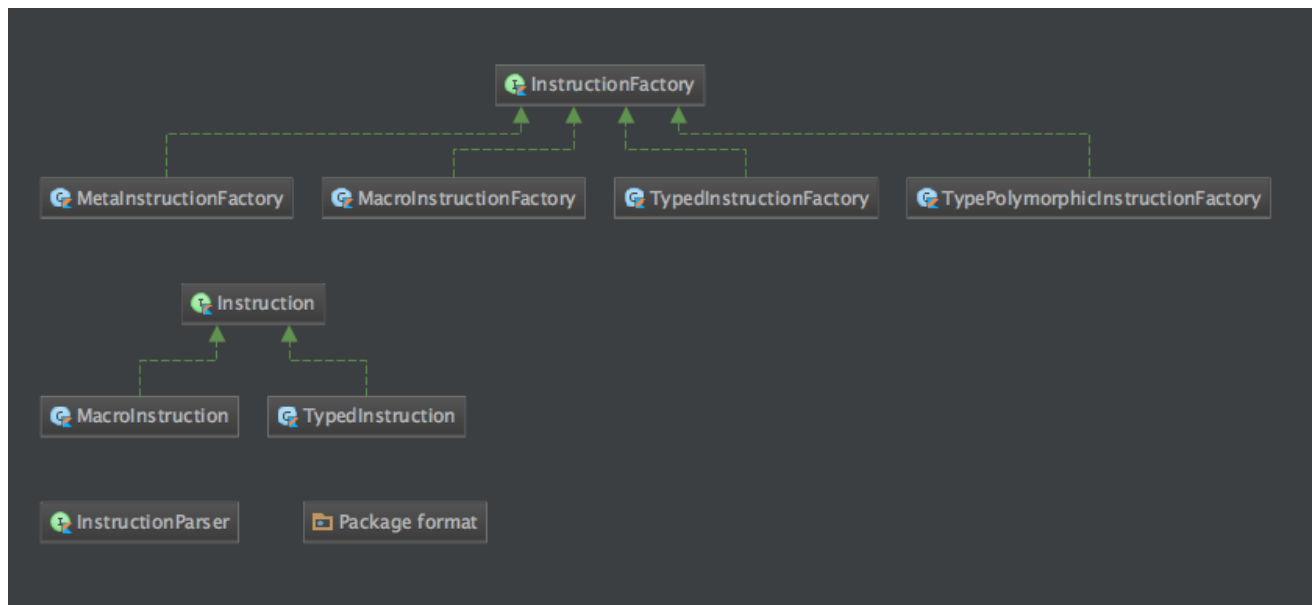 InstructionFactory
MetaInstructionFactory
MacroInstructionFactory
TypedInstructionFactory
TypePolymorphicInstructionFactory
Instruction
MacroInstruction
TypedInstruction
InstructionParser
Package format